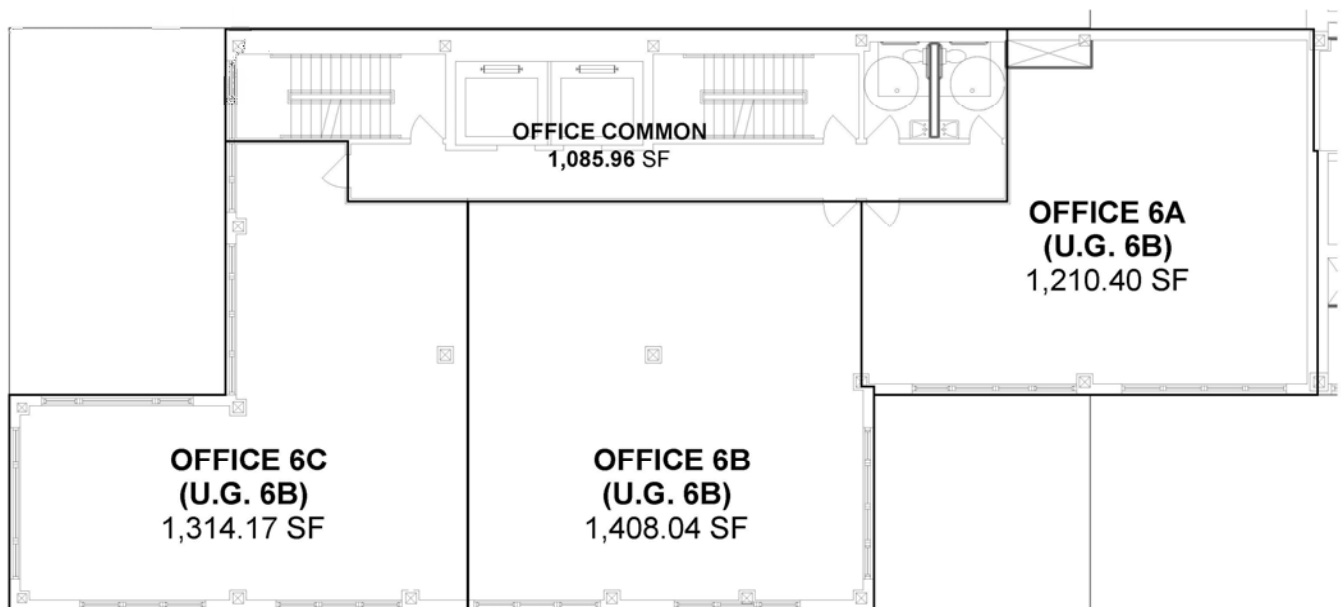 OFFICE COMMON
1,085.96 SF
OFFICE 6A
(U.G. 6B)
1,210.40 SF
OFFICE 6C
(U.G. 6B)
1,314.17 SF
OFFICE 6B
(U.G. 6B)
1,408.04 SF